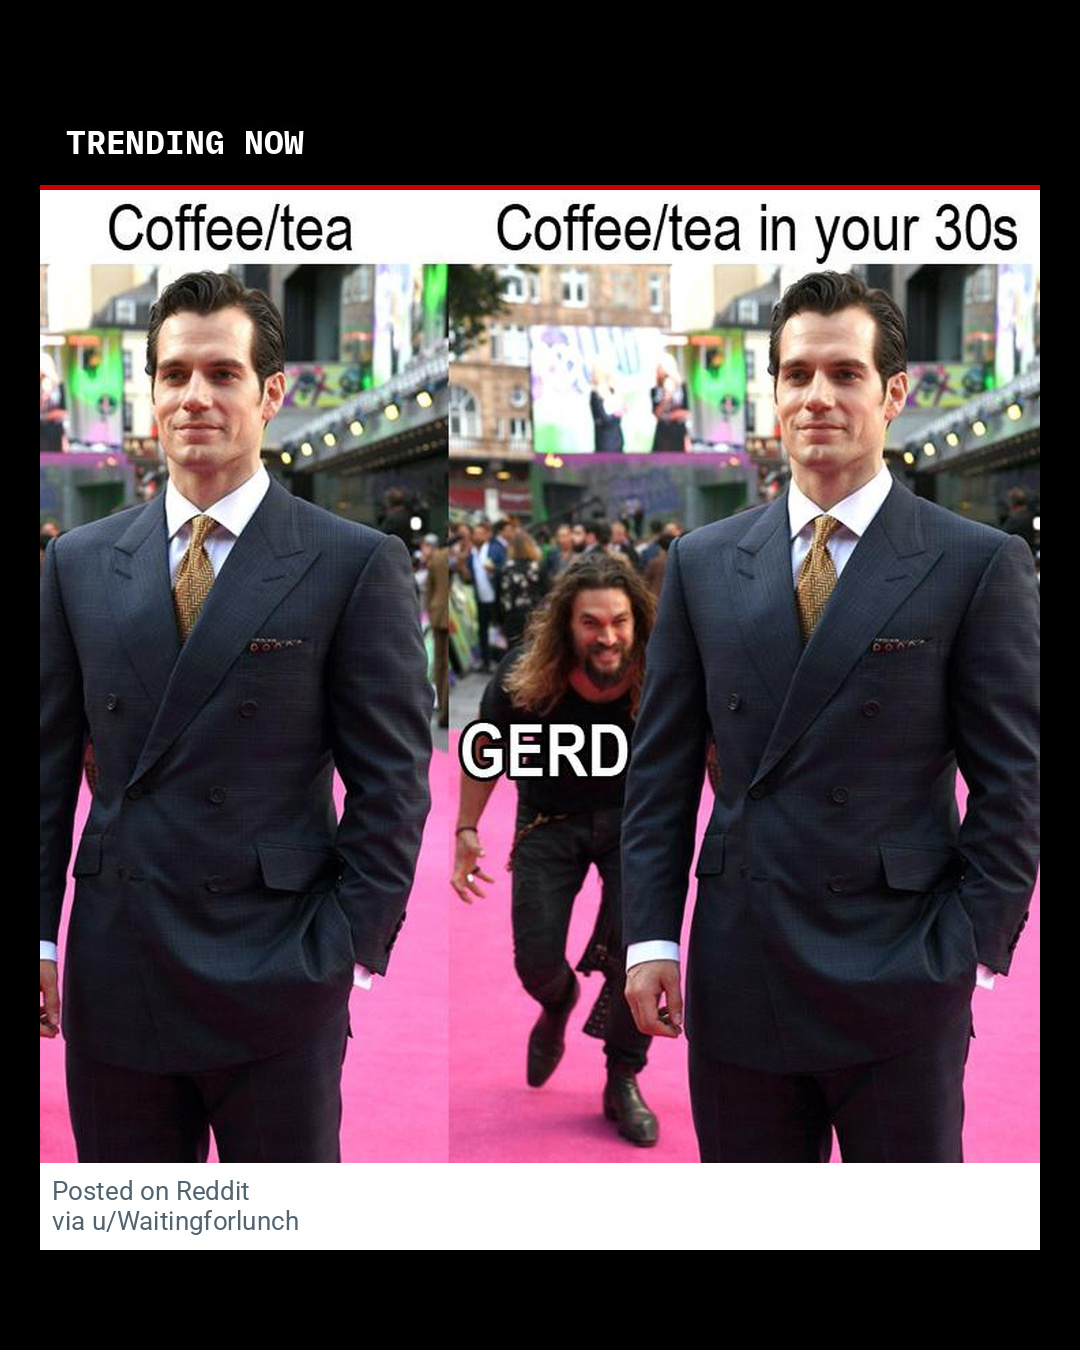 TRENDING NOW
Coffee/tea
Coffee/tea in your 30s
GERD
Posted on Reddit
via u/Waitingforlunch